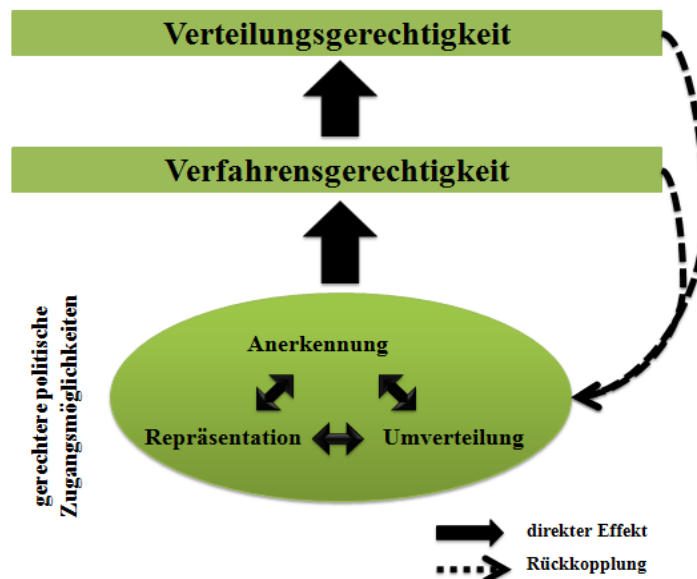 Verteilungsgerechtigkeit
Verfahrensgerechtigkeit
gerechtere politische
Zugangsmöglichkeiten
Anerkennung
Repräsentation
Umverteilung
direkter Effekt
Rückkopplung